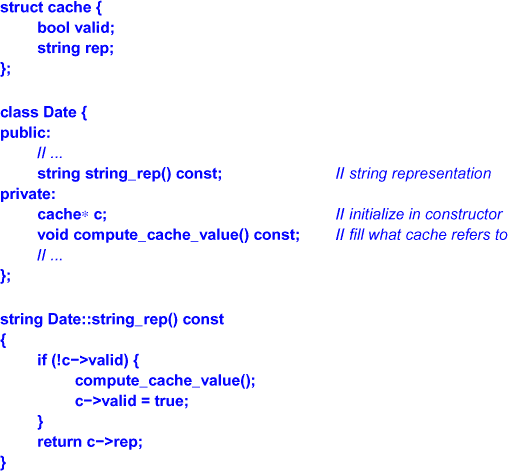 struct cache {
bool valid;
string rep;
};
class Date {
public:
// ...
string string_rep() const; // string representation
private:
cache* c; // initialize in constructor
void compute_cache_value() const; // fill what cache refers to
// ...
};
string Date::string_rep() const
{
if (!c−>valid) {
compute_cache_value();
c−>valid = true;
}
return c−>rep;
}